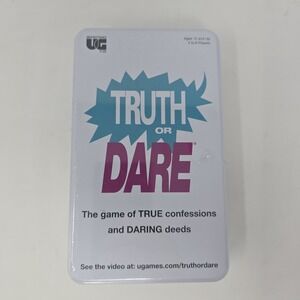 UG
TRUTH
OR
DARE
The game of TRUE confessions
and DARING deeds
See the video at: ugames.com/truthordare